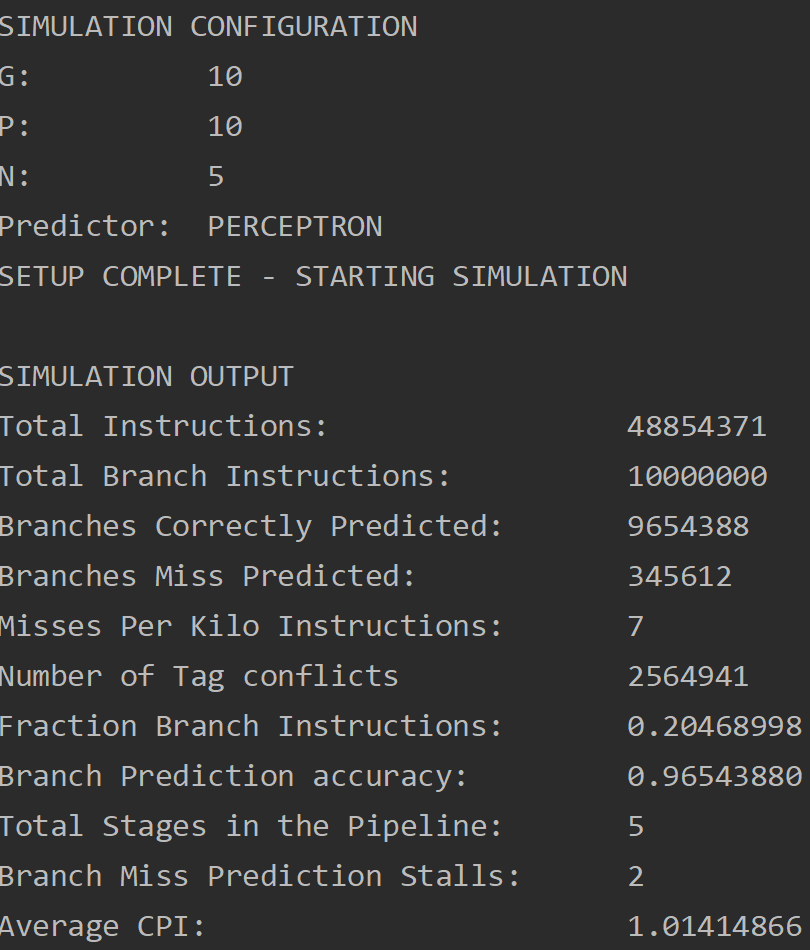 SIMULATION CONFIGURATION
G: 10
P: 10
N: 5
Predictor: PERCEPTRON
SETUP COMPLETE - STARTING SIMULATION
SIMULATION OUTPUT
Total Instructions: 48854371
Total Branch Instructions: 10000000
Branches Correctly Predicted: 9654388
Branches Miss Predicted: 345612
Misses Per Kilo Instructions: 7
Number of Tag conflicts 2564941
Fraction Branch Instructions: 0.20468998
Branch Prediction accuracy: 0.96543880
Total Stages in the Pipeline: 5
Branch Miss Prediction Stalls: 2
Average CPI: 1.01414866